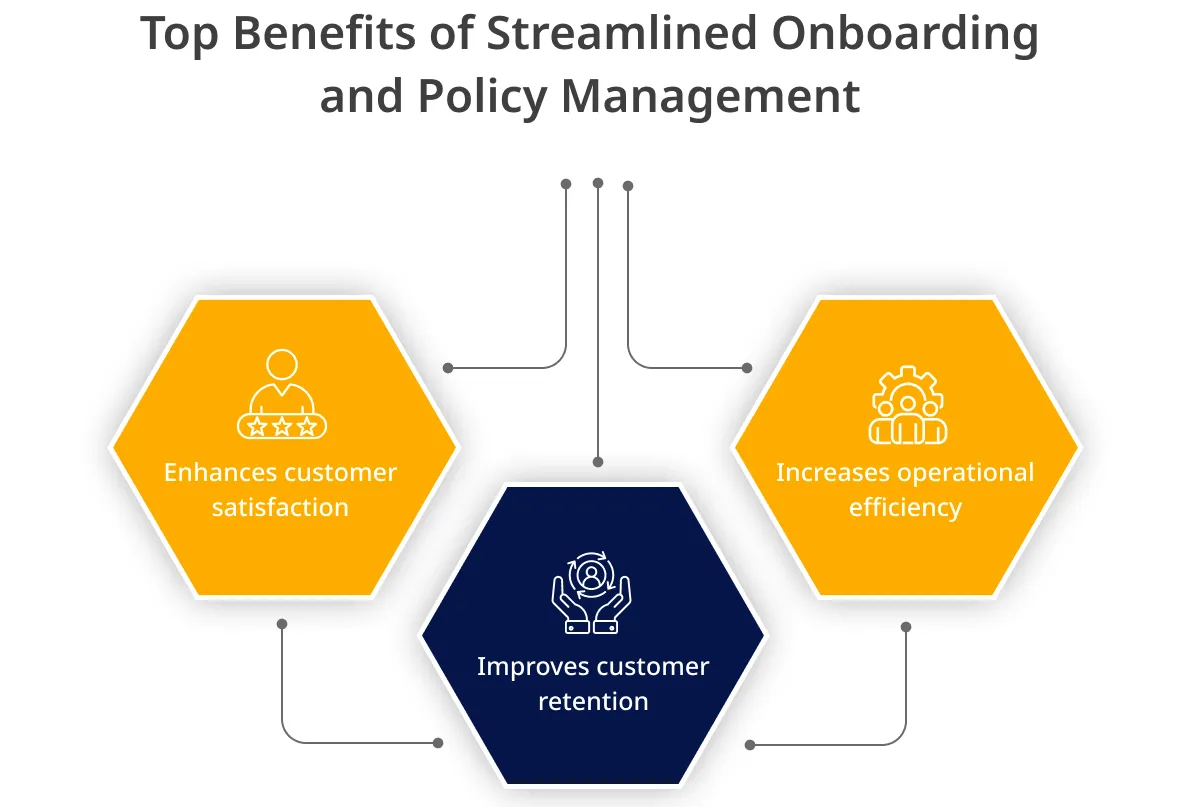 Top Benefits of Streamlined Onboarding
and Policy Management
Enhances customer
satisfaction
Increases operational
efficiency
Improves customer
retention